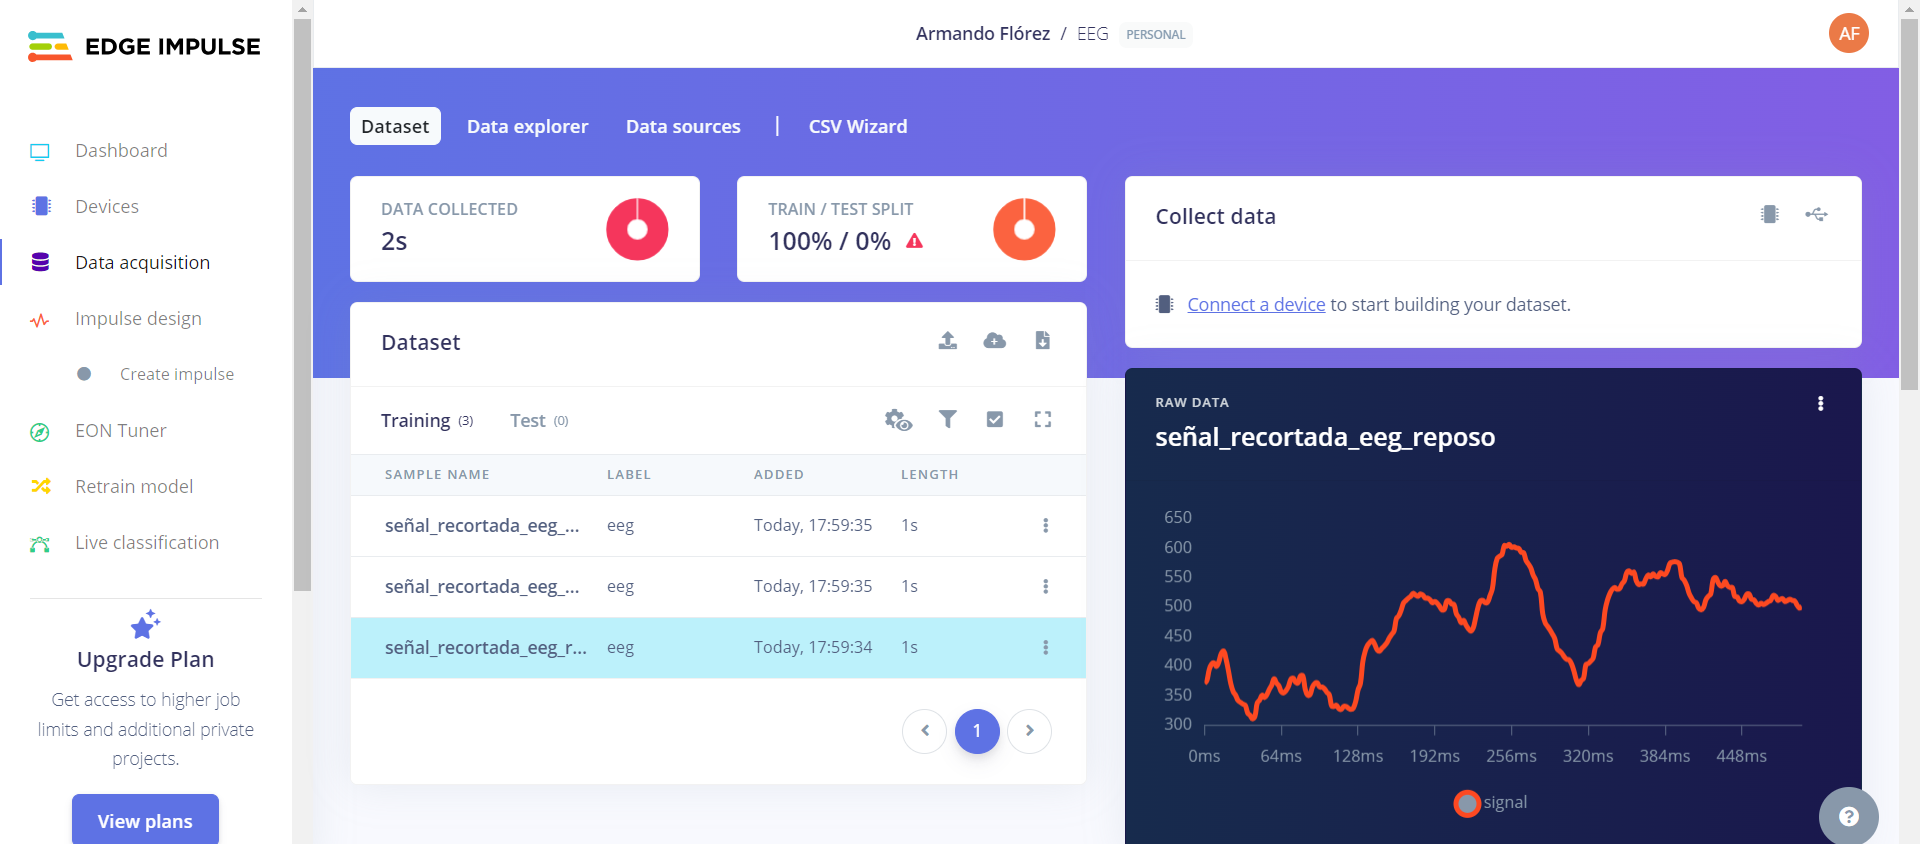 EDGE IMPULSE
Dashboard
Devices
Data acquisition
Impulse design
Create impulse
EON Tuner
Retrain model
Live classification
Upgrade Plan
Get access to higher job
limits and additional private
projects.
View plans
Armando Flórez / EEG PERSONAL
AF
Dataset Data explorer Data sources | CSV Wizard
DATA COLLECTED
2s
TRAIN / TEST SPLIT
100% / 0%
Dataset
Training (3) Test (0)
SAMPLE NAME LABEL ADDED LENGTH
señal_recortada_eeg_... eeg Today, 17:59:35 1s
señal_recortada_eeg_... eeg Today, 17:59:35 1s
señal_recortada_eeg_r... eeg Today, 17:59:34 1s
1
Collect data
Connect a device to start building your dataset.
RAW DATA
señal_recortada_eeg_reposo
650
600
550
500
450
400
350
300
0ms 64ms 128ms 192ms 256ms 320ms 384ms 448ms
signal
?